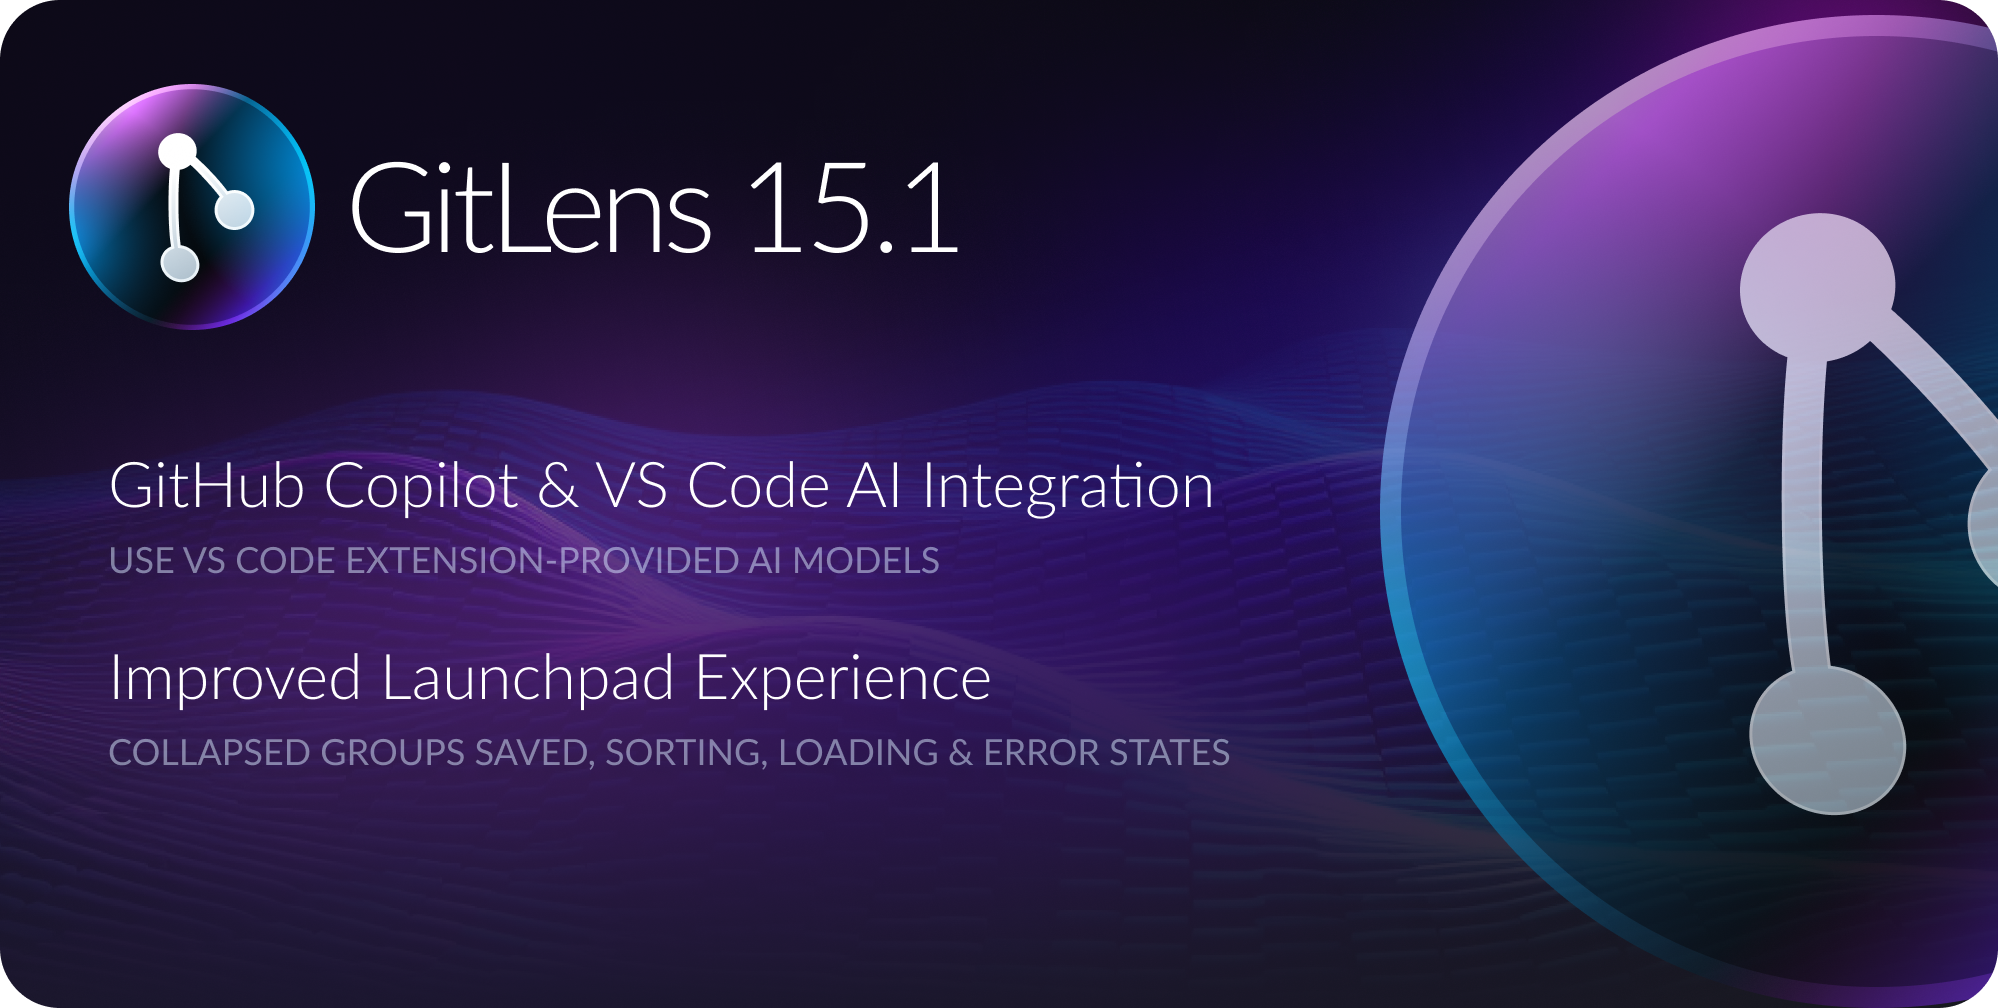 GitLens 15.1
GitHub Copilot & VS Code AI Integration
USE VS CODE EXTENSION-PROVIDED AI MODELS
Improved Launchpad Experience
COLLAPSED GROUPS SAVED, SORTING, LOADING & ERROR STATES